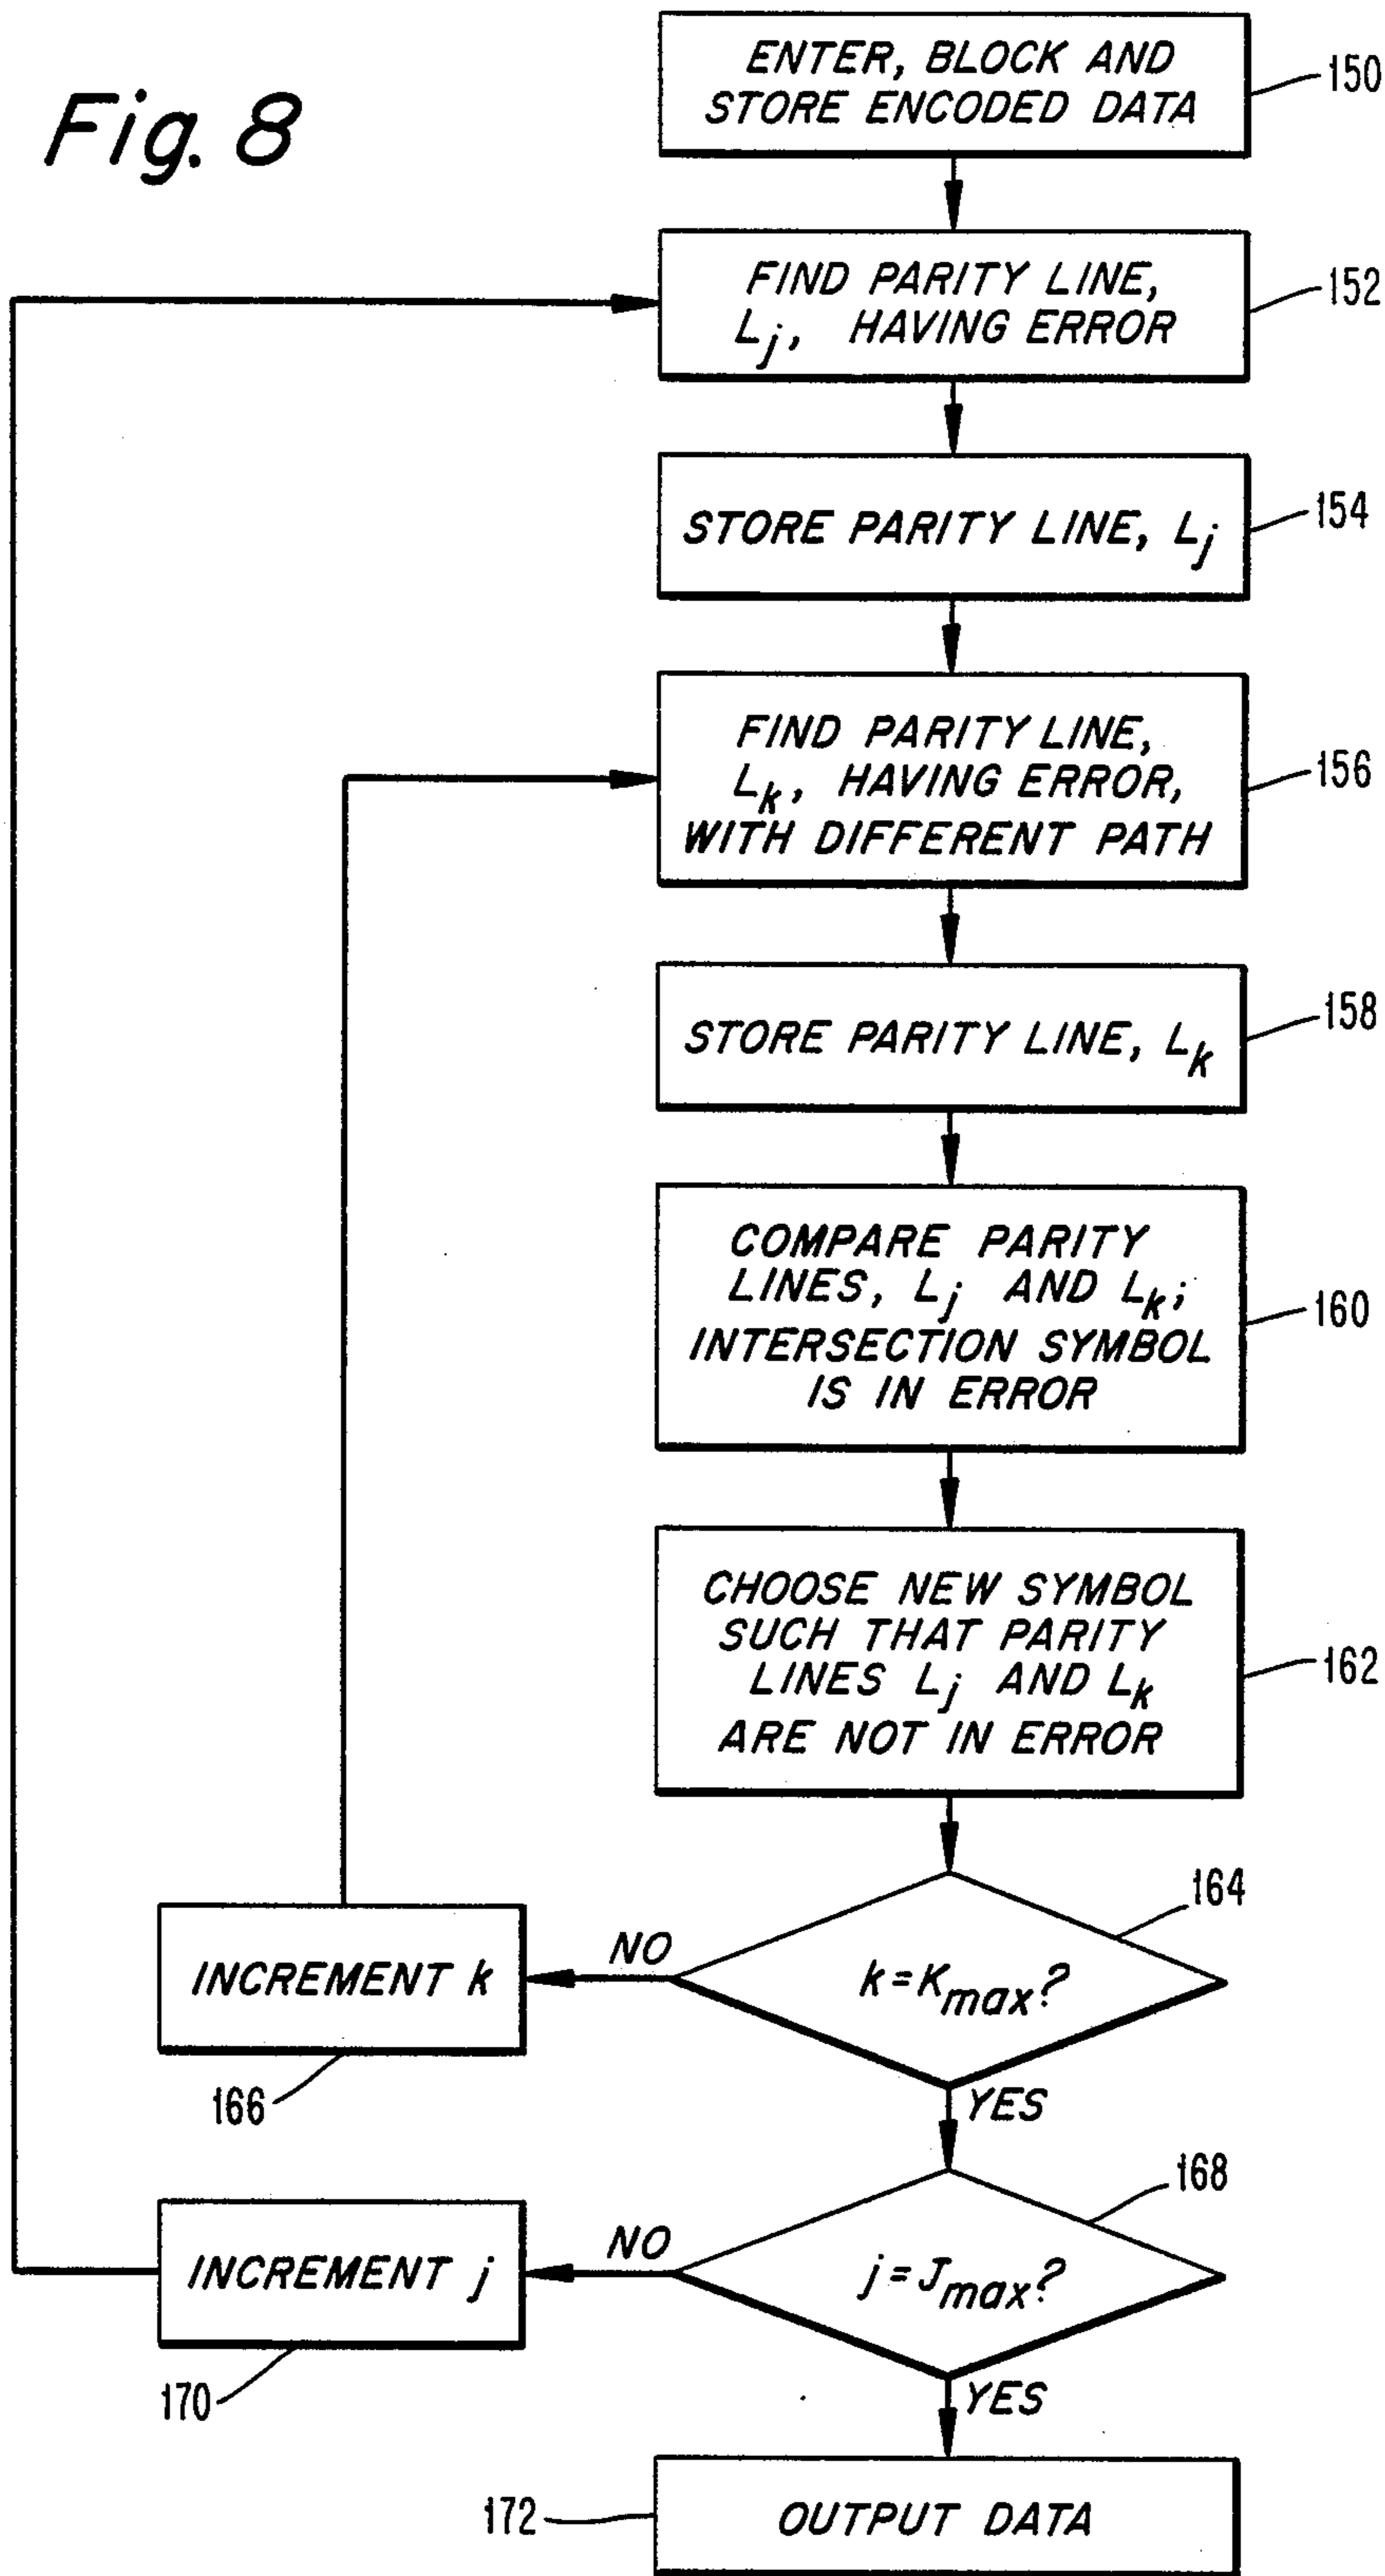 Fig. 8
ENTER, BLOCK AND
STORE ENCODED DATA
150
FIND PARITY LINE,
Lj, HAVING ERROR
152
STORE PARITY LINE, Lj
154
FIND PARITY LINE,
Lk, HAVING ERROR,
WITH DIFFERENT PATH
156
STORE PARITY LINE, Lk
158
COMPARE PARITY
LINES, Lj AND Lk;
INTERSECTION SYMBOL
IS IN ERROR
160
CHOOSE NEW SYMBOL
SUCH THAT PARITY
LINES Lj AND Lk
ARE NOT IN ERROR
162
164
k=Kmax?
NO
INCREMENT k
166
YES
168
j=Jmax?
NO
INCREMENT j
170
YES
OUTPUT DATA
172